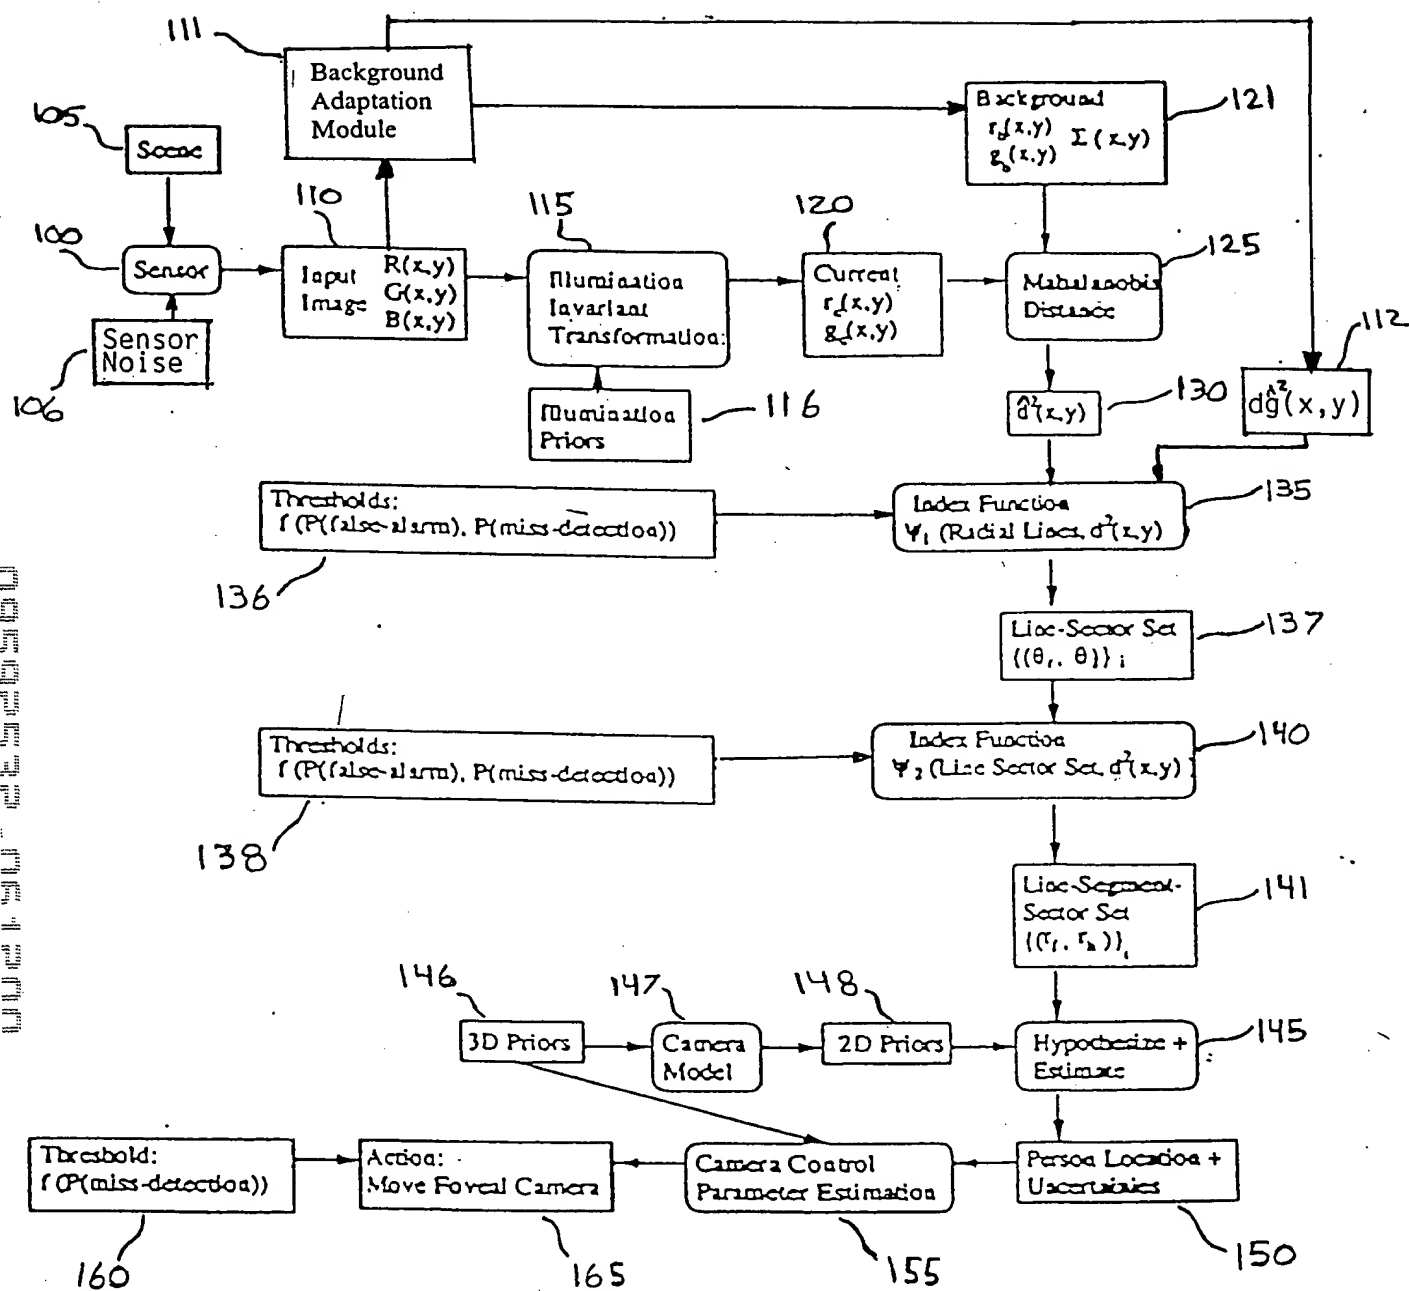 111
Background
Adaptation
Module
Background
r_b(x,y)
g_b(x,y)
Σ(x,y)
121
105
Scene
100
Sensor
110
Input
Image
R(x,y)
G(x,y)
B(x,y)
115
Illumination
Invariant
Transformation:
120
Current
r_c(x,y)
g_c(x,y)
125
Mahalanobis
Distance
Sensor
Noise
106
Illumination
Priors
116
d̂²(x,y)
130
112
dĝ²(x,y)
Thresholds:
f(P(false-alarm), P(miss-detection))
136
Index Function
Ψ₁ (Radial Lines, d²(x,y)
135
Line-Sector Set
137
Thresholds:
f(P(false-alarm), P(miss-detection))
138
Index Function
Ψ₂ (Line Sector Set, d²(x,y)
140
Line-Segment-
Sector Set
141
146
3D Priors
147
Camera
Model
148
2D Priors
Hypothesize +
Estimate
145
Threshold:
f(P(miss-detection))
160
Action:
Move Foveal Camera
165
Camera Control
Parameter Estimation
155
Person Location +
Uncertainties
150